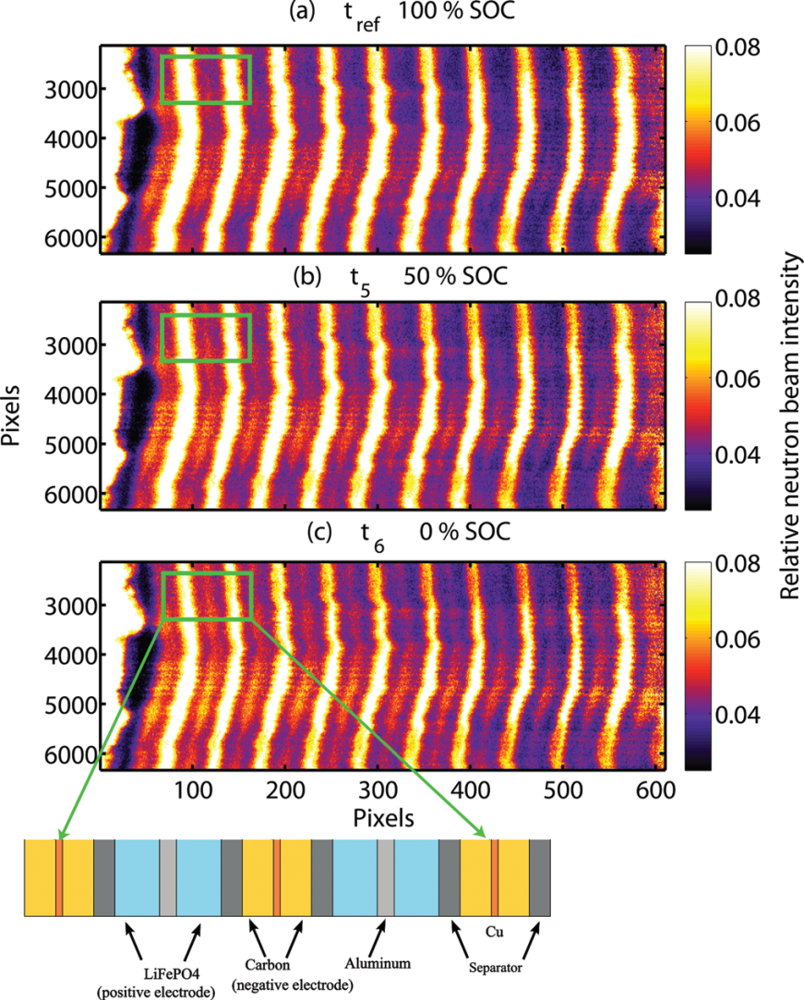 (a) t ref 100 % SOC
0.08
3000
0.06
4000
5000
0.04
6000
(b) t 5 50 % SOC
0.08
3000
0.06
4000
5000
0.04
6000
Pixels
Relative neutron beam intensity
(c) t 6 0 % SOC
0.08
3000
0.06
4000
5000
0.04
6000
100 200 300 400 500 600
Pixels
Cu
LiFePO4
(positive electrode)
Carbon
(negative electrode)
Aluminum
Separator